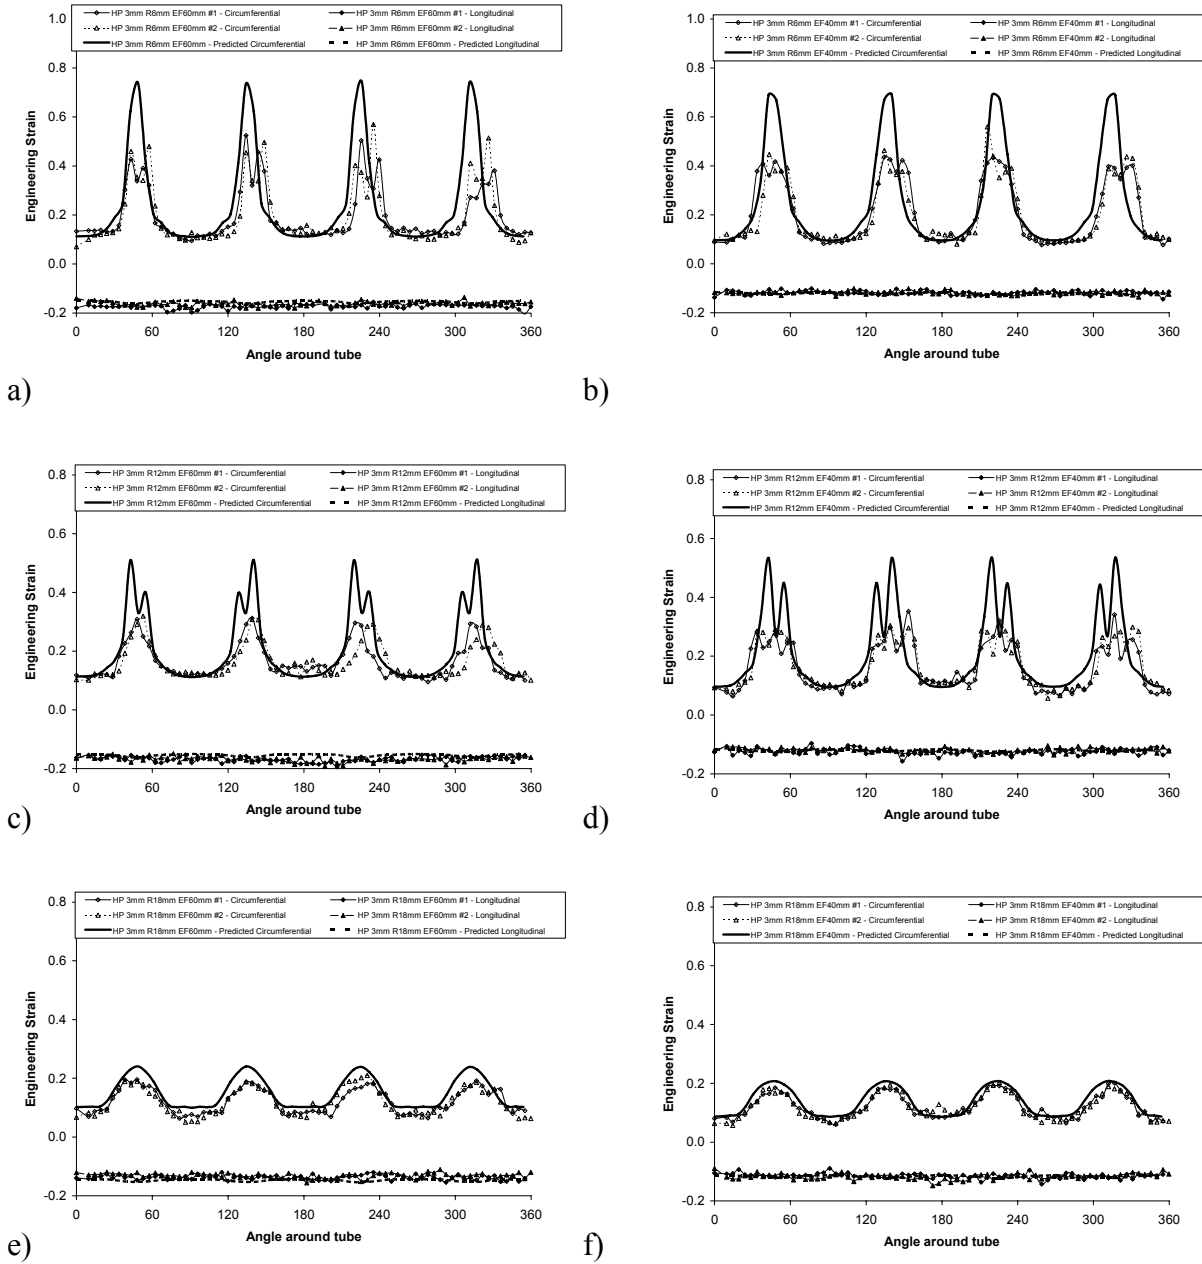 HP 3mm R6mm EF60mm #1 - Circumferential HP 3mm R6mm EF60mm #1 - Longitudinal
HP 3mm R6mm EF60mm #2 - Circumferential HP 3mm R6mm EF60mm #2 - Longitudinal
HP 3mm R6mm EF60mm - Predicted Circumferential HP 3mm R6mm EF60mm - Predicted Longitudinal
1.0
0.8
0.6
0.4
0.2
0.0
-0.2
Engineering Strain
0 60 120 180 240 300 360
Angle around tube
a)
HP 3mm R6mm EF40mm #1 - Circumferential HP 3mm R6mm EF40mm #1 - Longitudinal
HP 3mm R6mm EF40mm #2 - Circumferential HP 3mm R6mm EF40mm #2 - Longitudinal
HP 3mm R6mm EF40mm - Predicted Circumferential HP 3mm R6mm EF40mm - Predicted Longitudinal
1.0
0.8
0.6
0.4
0.2
0.0
-0.2
Engineering Strain
0 60 120 180 240 300 360
Angle around tube
b)
HP 3mm R12mm EF60mm #1 - Circumferential HP 3mm R12mm EF60mm #1 - Longitudinal
HP 3mm R12mm EF60mm #2 - Circumferential HP 3mm R12mm EF60mm #2 - Longitudinal
HP 3mm R12mm EF60mm - Predicted Circumferential HP 3mm R12mm EF60mm - Predicted Longitudinal
0.8
0.6
0.4
0.2
0.0
-0.2
Engineering Strain
0 60 120 180 240 300 360
Angle around tube
c)
HP 3mm R12mm EF40mm #1 - Circumferential HP 3mm R12mm EF40mm #1 - Longitudinal
HP 3mm R12mm EF40mm #2 - Circumferential HP 3mm R12mm EF40mm #2 - Longitudinal
HP 3mm R12mm EF40mm - Predicted Circumferential HP 3mm R12mm EF40mm - Predicted Longitudinal
0.8
0.6
0.4
0.2
0.0
-0.2
Engineering Strain
0 60 120 180 240 300 360
Angle around tube
d)
HP 3mm R18mm EF60mm #1 - Circumferential HP 3mm R18mm EF60mm #1 - Longitudinal
HP 3mm R18mm EF60mm #2 - Circumferential HP 3mm R18mm EF60mm #2 - Longitudinal
HP 3mm R18mm EF60mm - Predicted Circumferential HP 3mm R18mm EF60mm - Predicted Longitudinal
0.8
0.6
0.4
0.2
0.0
-0.2
Engineering Strain
0 60 120 180 240 300 360
Angle around tube
e)
HP 3mm R18mm EF40mm #1 - Circumferential HP 3mm R18mm EF40mm #1 - Longitudinal
HP 3mm R18mm EF40mm #2 - Circumferential HP 3mm R18mm EF40mm #2 - Longitudinal
HP 3mm R18mm EF40mm - Predicted Circumferential HP 3mm R18mm EF40mm - Predicted Longitudinal
0.8
0.6
0.4
0.2
0.0
-0.2
Engineering Strain
0 60 120 180 240 300 360
Angle around tube
f)